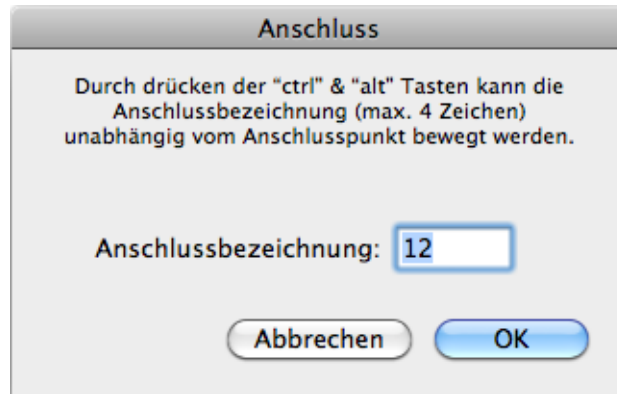 Anschluss
Durch drücken der “ctrl” & “alt” Tasten kann die
Anschlussbezeichnung (max. 4 Zeichen)
unabhängig vom Anschlusspunkt bewegt werden.
Anschlussbezeichnung: 12
Abbrechen OK